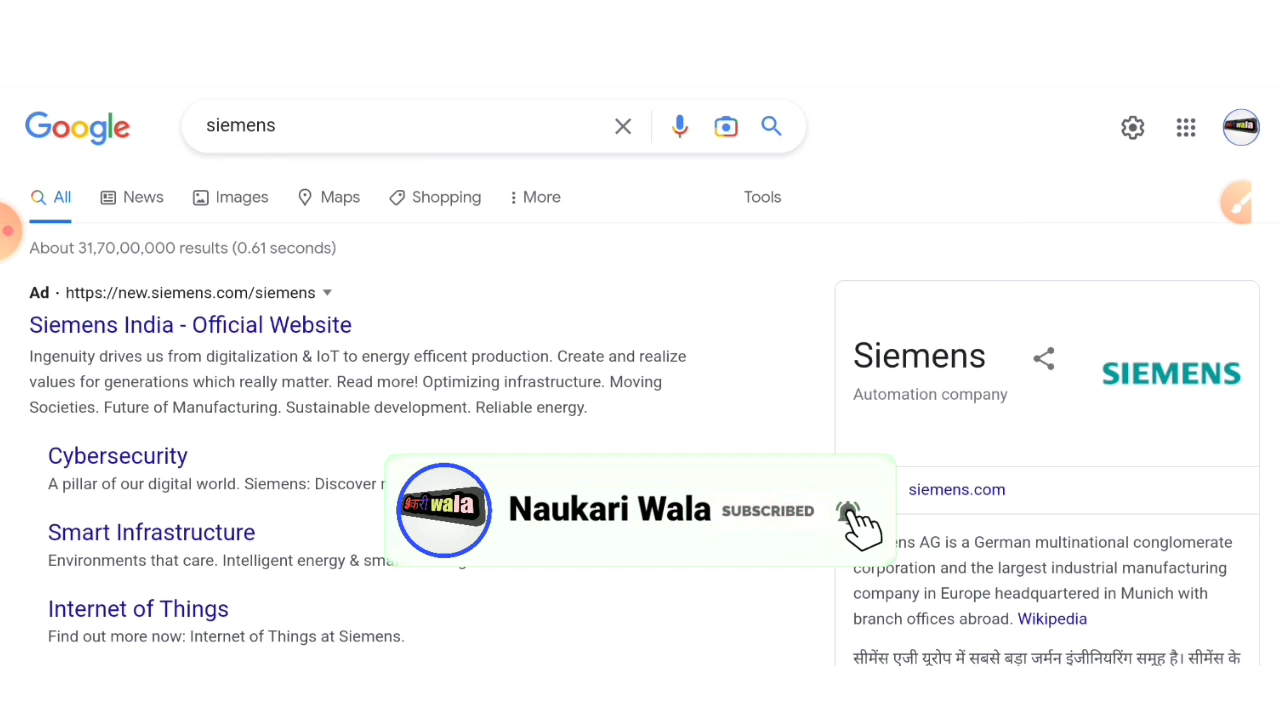 Google
siemens
All News Images Maps Shopping More Tools
About 31,70,00,000 results (0.61 seconds)
Ad · https://new.siemens.com/siemens
Siemens India - Official Website
Ingenuity drives us from digitalization & IoT to energy efficent production. Create and realize
values for generations which really matter. Read more! Optimizing infrastructure. Moving
Societies. Future of Manufacturing. Sustainable development. Reliable energy.
Cybersecurity
A pillar of our digital world. Siemens: Discover
Smart Infrastructure
Environments that care. Intelligent energy &
Internet of Things
Find out more now: Internet of Things at Siemens.
Siemens
Automation company
SIEMENS
siemens.com
AG is a German multinational conglomerate
corporation and the largest industrial manufacturing
company in Europe headquartered in Munich with
branch offices abroad. Wikipedia
सीमेंस एजी यूरोप में सबसे बड़ा जर्मन इंजीनियरिंग समूह है। सीमेंस के
wala
Naukari Wala SUBSCRIBED